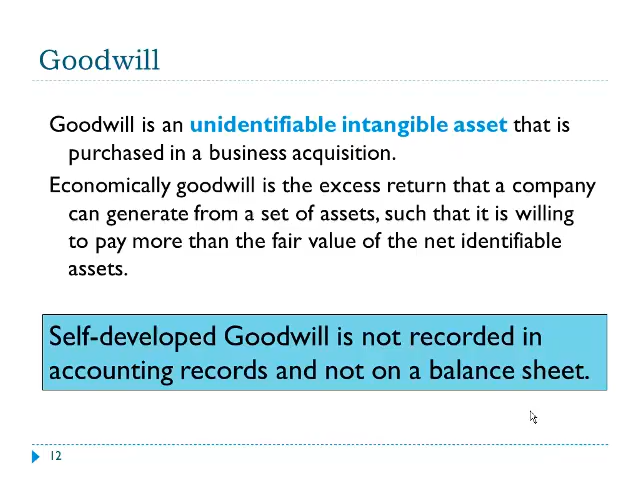 Goodwill
Goodwill is an unidentifiable intangible asset that is
purchased in a business acquisition.
Economically goodwill is the excess return that a company
can generate from a set of assets, such that it is willing
to pay more than the fair value of the net identifiable
assets.
Self-developed Goodwill is not recorded in
accounting records and not on a balance sheet.
12